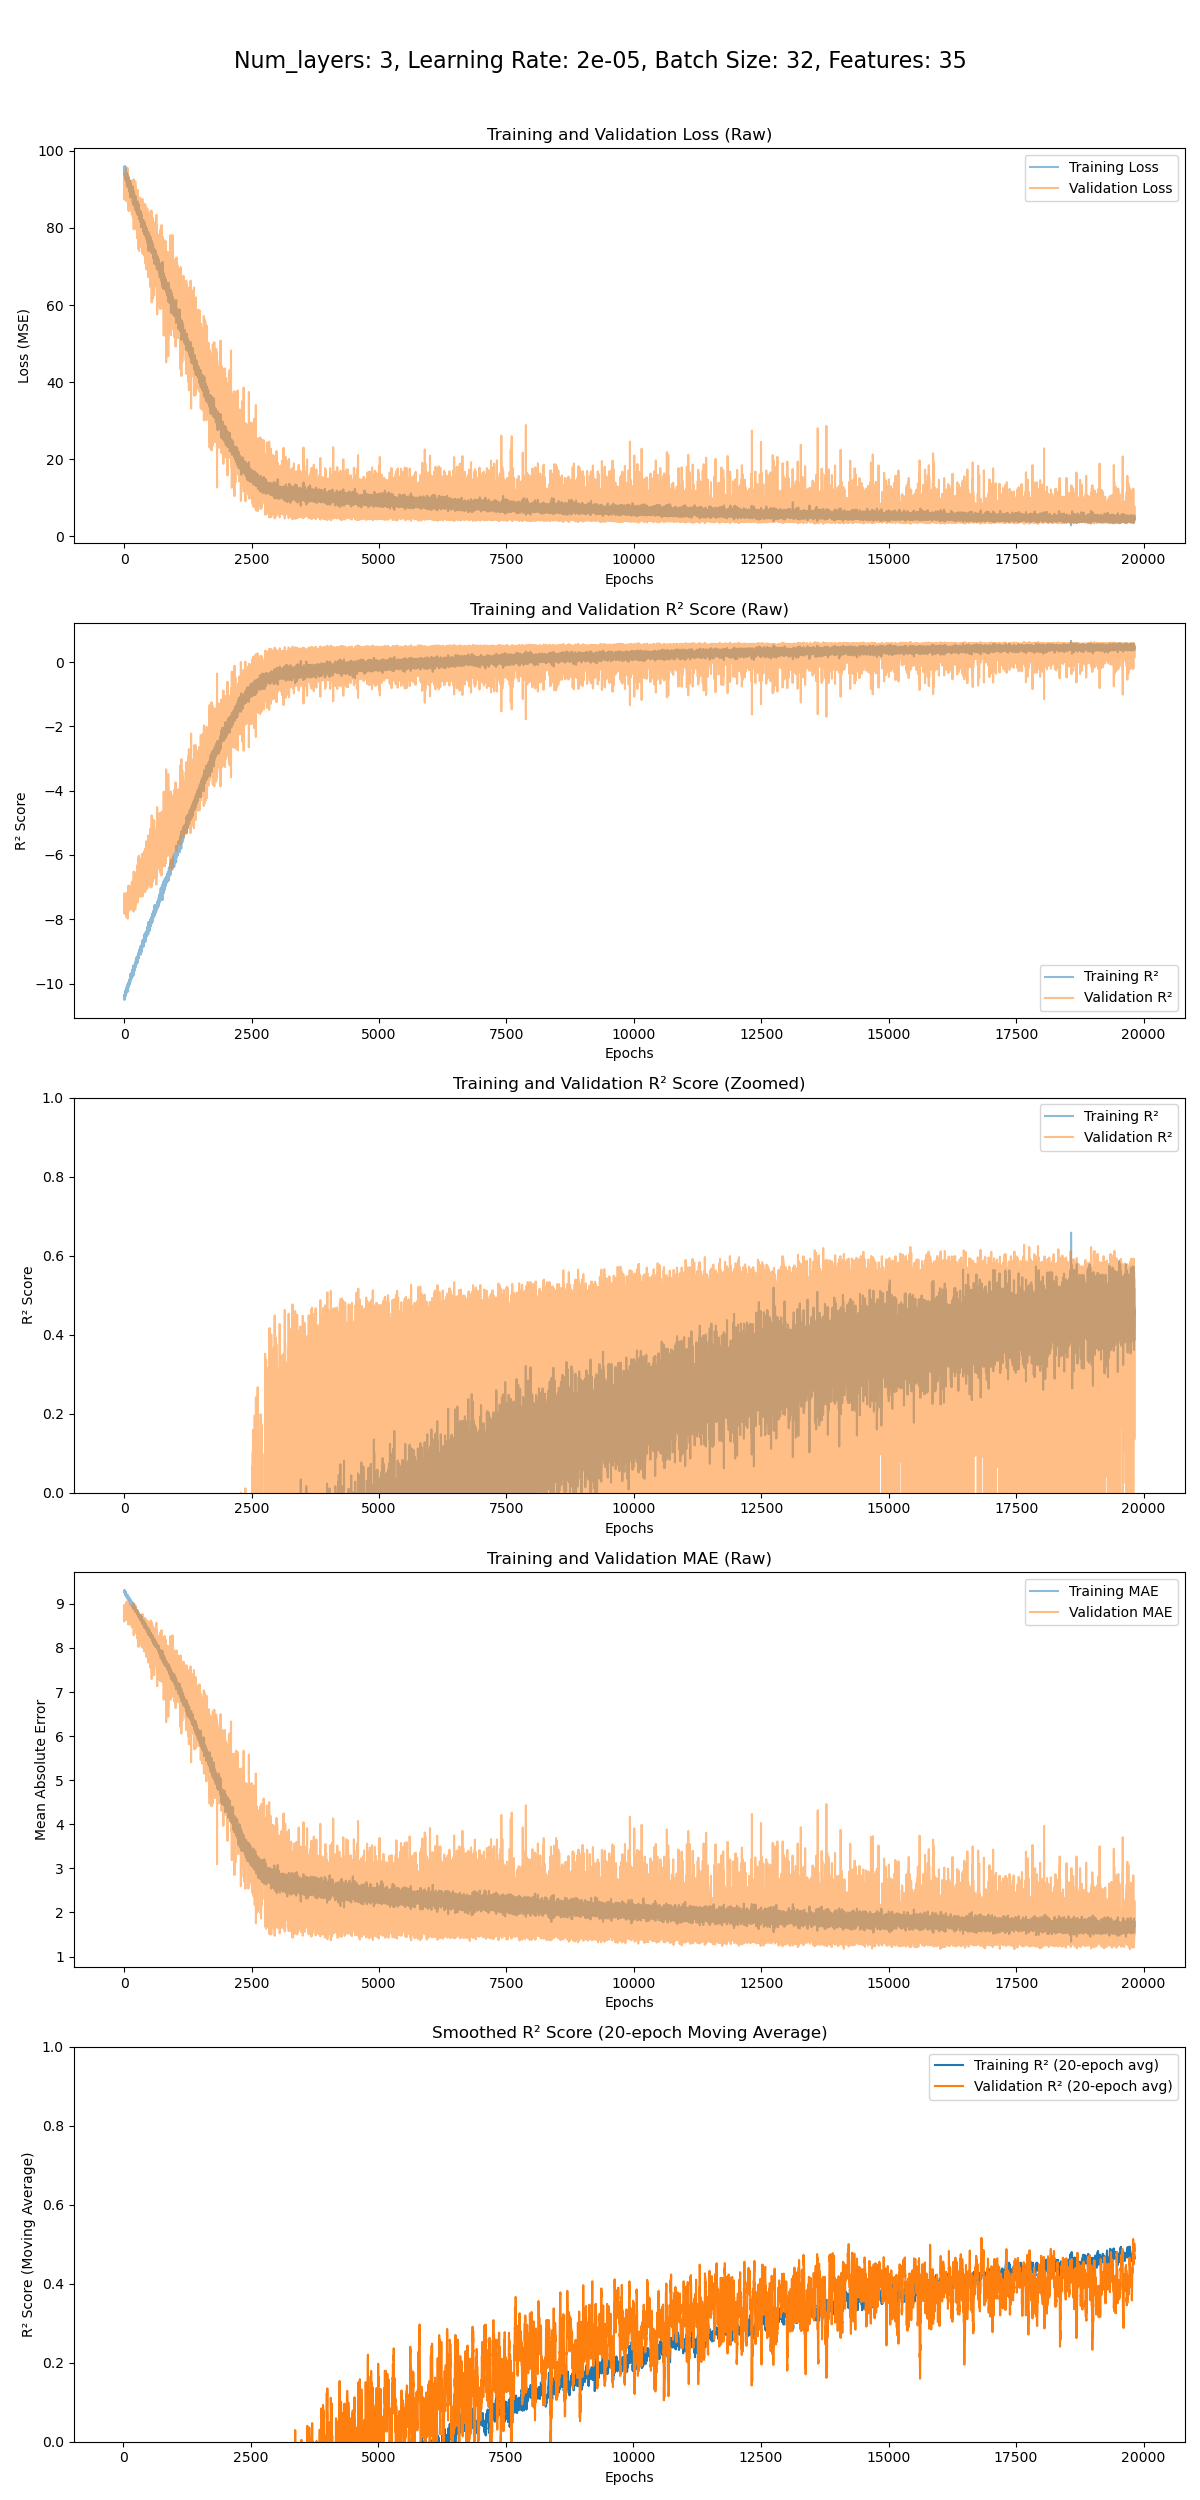 Num_layers: 3, Learning Rate: 2e-05, Batch Size: 32, Features: 35
Training and Validation Loss (Raw)
Training Loss
Validation Loss
Loss (MSE)
100
80
60
40
20
0
0 2500 5000 7500 10000 12500 15000 17500 20000
Epochs
Training and Validation R² Score (Raw)
R² Score
0
−2
−4
−6
−8
−10
Training R²
Validation R²
0 2500 5000 7500 10000 12500 15000 17500 20000
Epochs
Training and Validation R² Score (Zoomed)
Training R²
Validation R²
R² Score
1.0
0.8
0.6
0.4
0.2
0.0
0 2500 5000 7500 10000 12500 15000 17500 20000
Epochs
Training and Validation MAE (Raw)
Training MAE
Validation MAE
Mean Absolute Error
9
8
7
6
5
4
3
2
1
0 2500 5000 7500 10000 12500 15000 17500 20000
Epochs
Smoothed R² Score (20-epoch Moving Average)
Training R² (20-epoch avg)
Validation R² (20-epoch avg)
R² Score (Moving Average)
1.0
0.8
0.6
0.4
0.2
0.0
0 2500 5000 7500 10000 12500 15000 17500 20000
Epochs